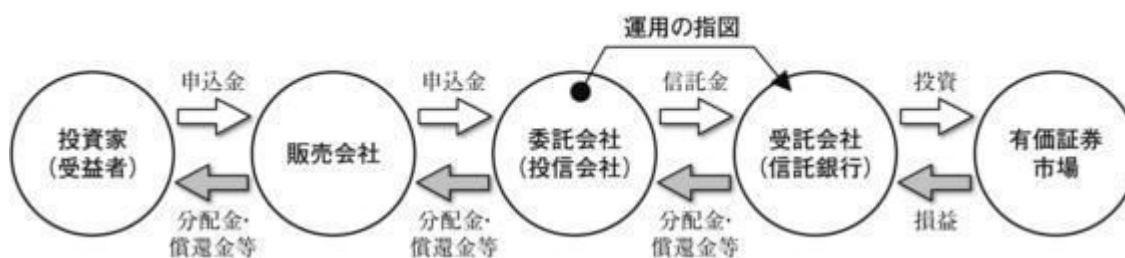 運用の指図
申込金
申込金
信託金
投資
投資家
(受益者)
販売会社
委託会社
(投信会社)
受託会社
(信託銀行)
有価証券
市場
分配金・
償還金等
分配金・
償還金等
分配金・
償還金等
損益